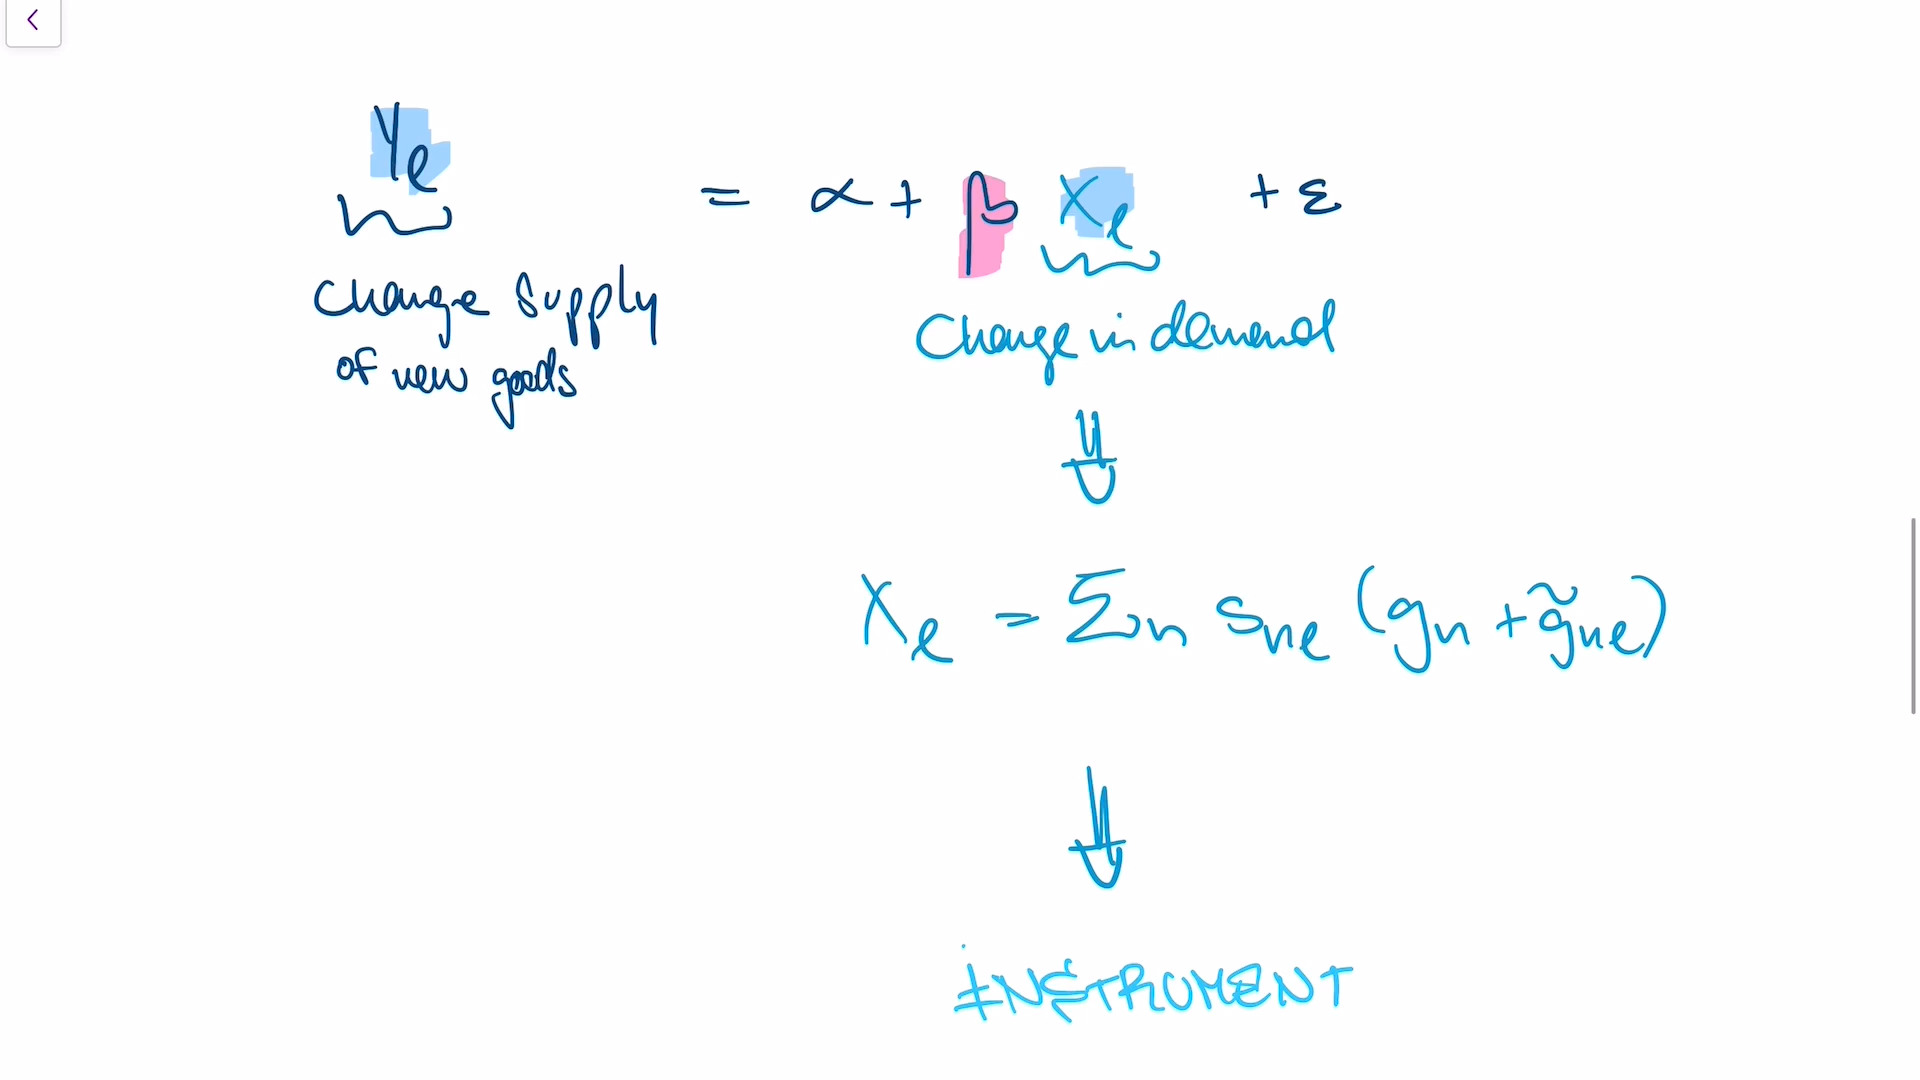 Yℓ = α + β Xℓ + ε
Change Supply
of new goods
Change in demand
⇓
Xℓ = Σn Snℓ (gn + g̃nℓ)
⇓
INSTRUMENT